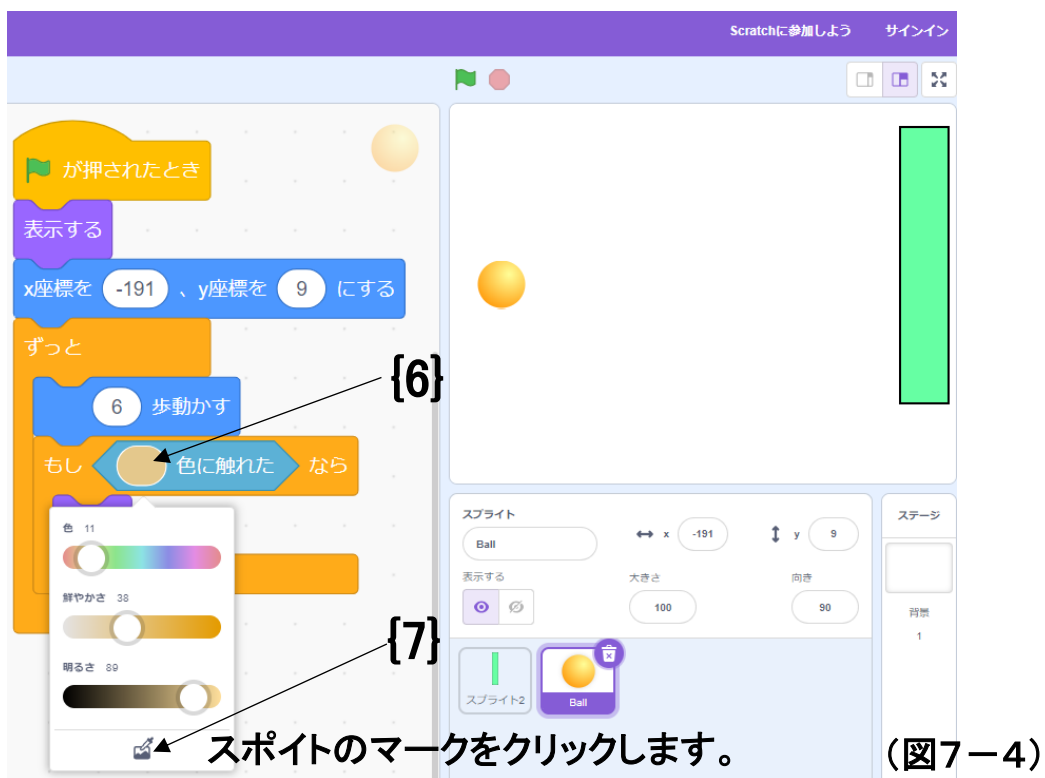 Scratchに参加しよう サインイン
が押されたとき
表示する
x座標を -191 、y座標を 9 にする
ずっと
6 歩動かす
もし 色に触れた なら
{6}
色 11
鮮やかさ 38
明るさ 89
{7}
スプライト
Ball
x -191
y 9
表示する
大きさ
100
向き
90
スプライト2
Ball
ステージ
背景
1
スポイトのマークをクリックします。
（図７－４）